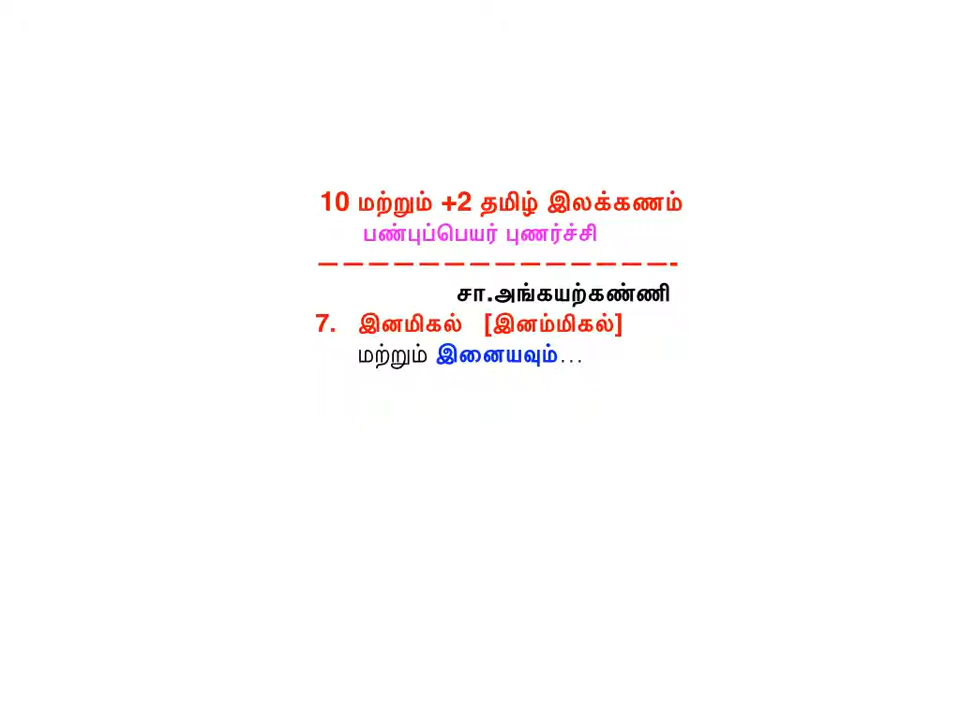 10 மற்றும் +2 தமிழ் இலக்கணம்
பண்புப்பெயர் புணர்ச்சி
———————————————-
சா.அங்கயற்கண்ணி
7. இனமிகல் [இனம்மிகல்]
மற்றும் இனையவும்…